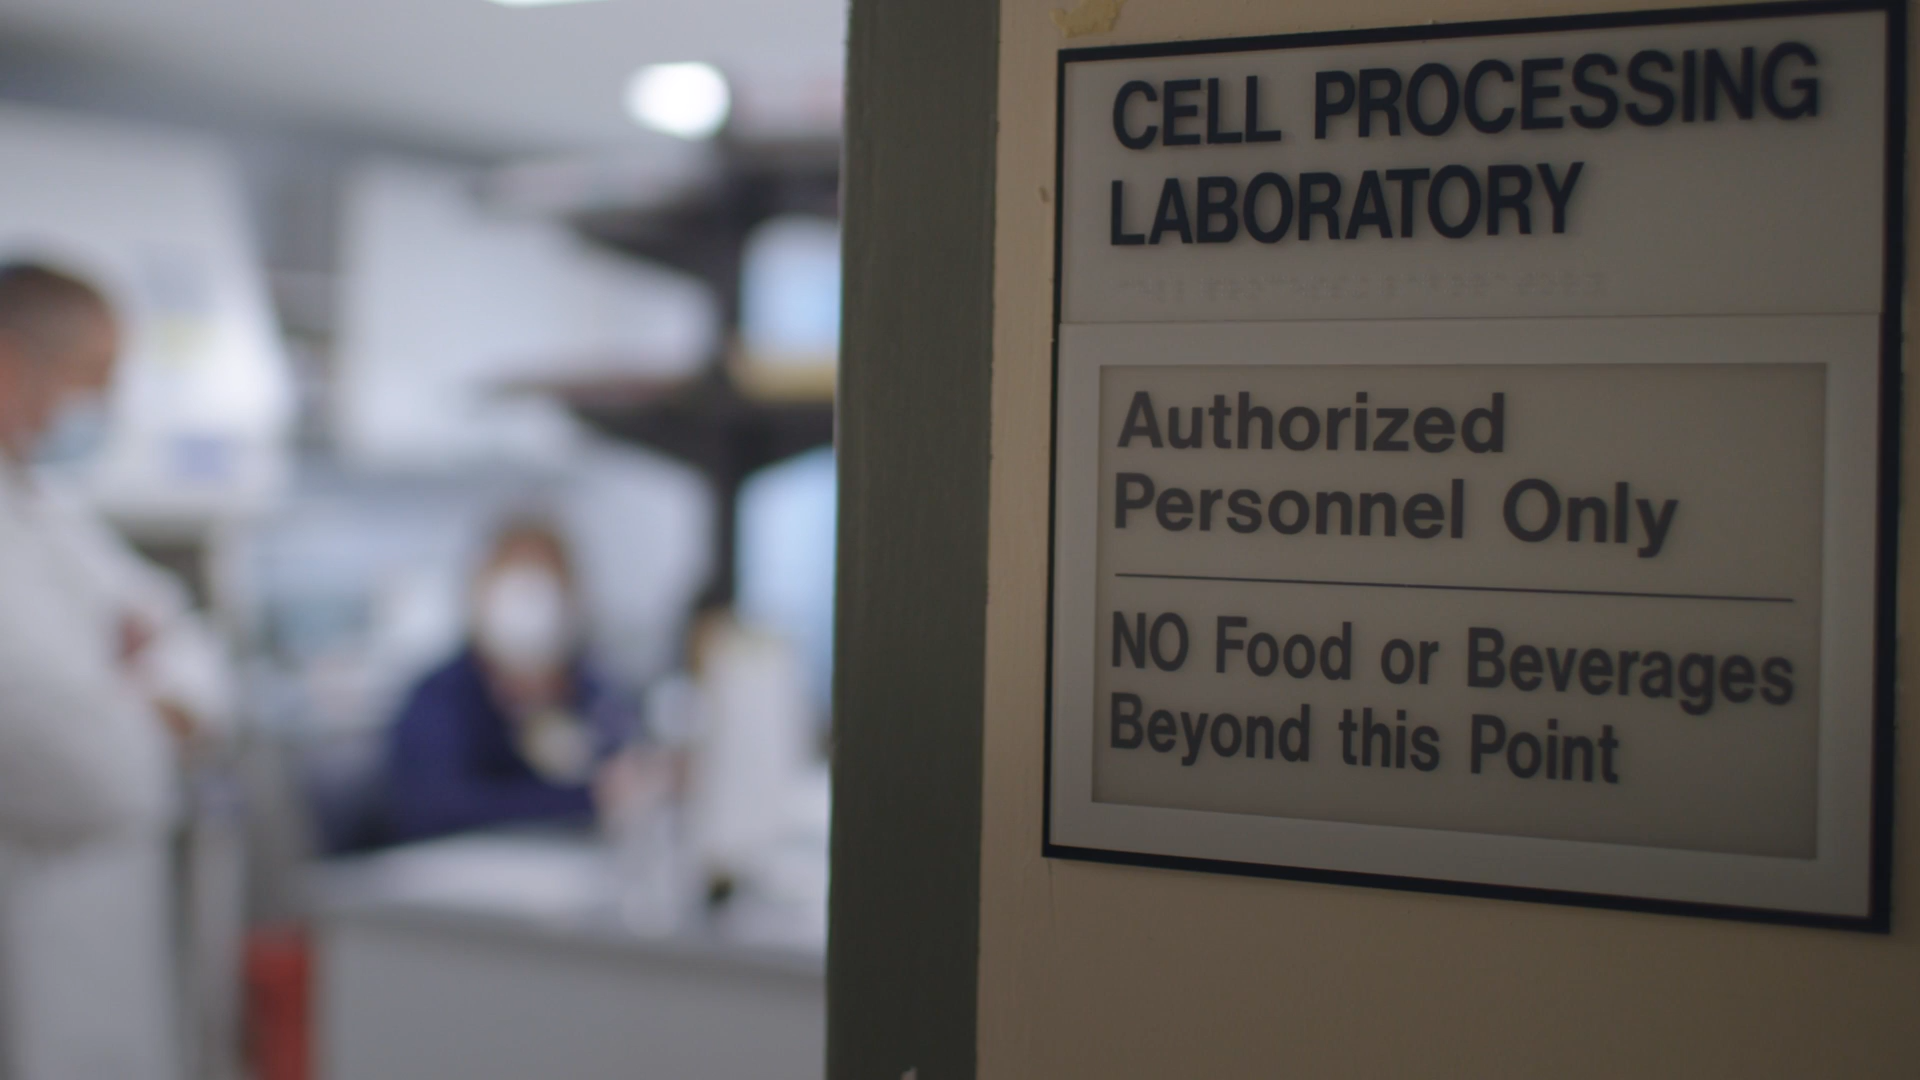 CELL PROCESSING
LABORATORY
Authorized
Personnel Only
NO Food or Beverages
Beyond this Point